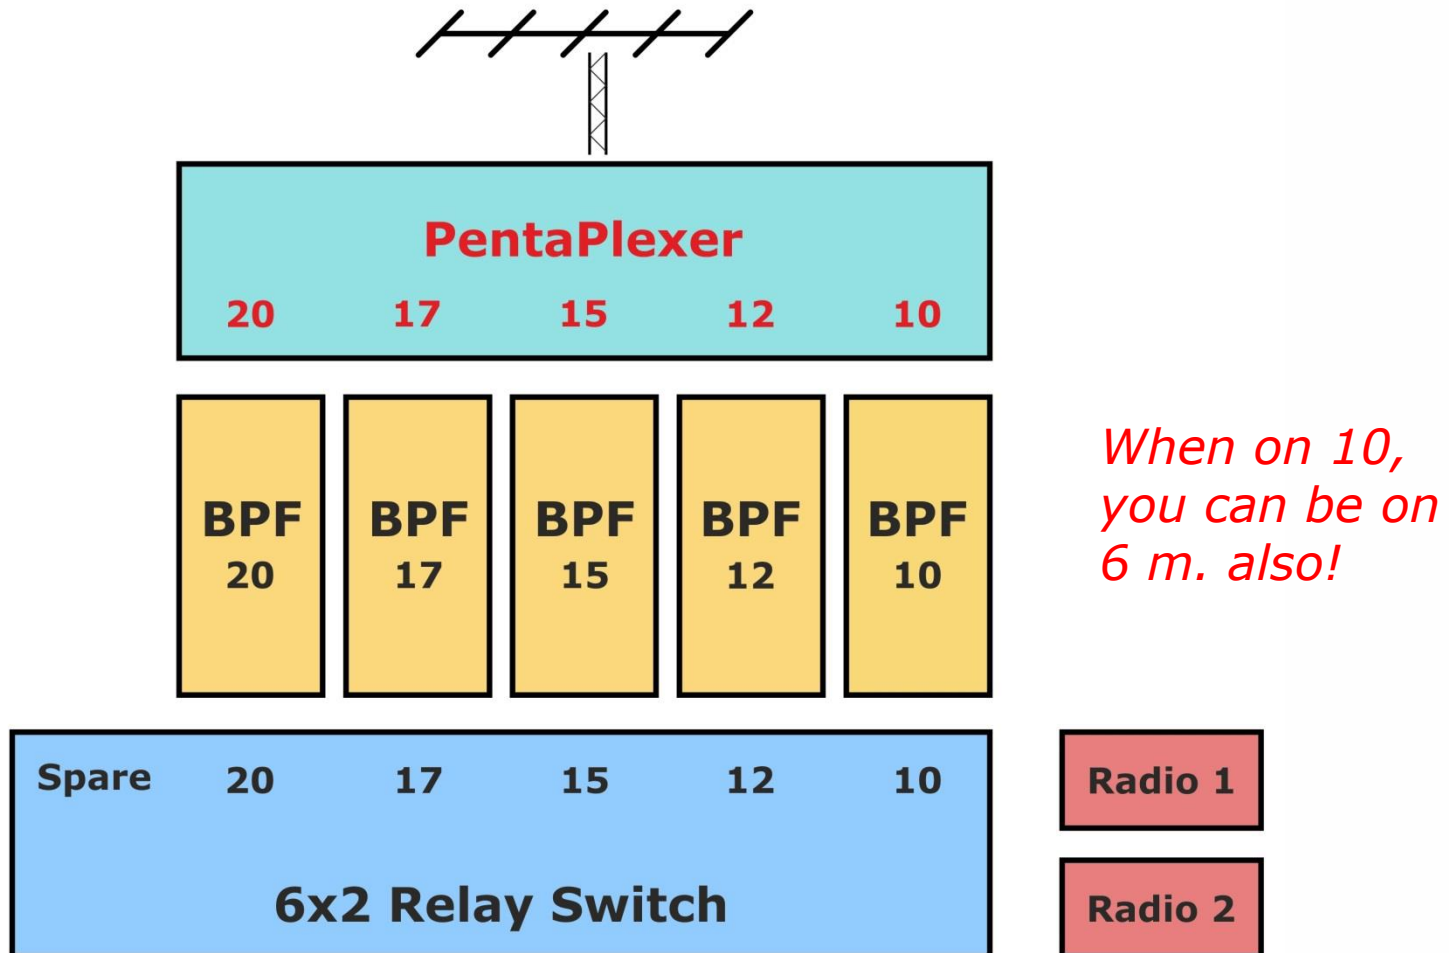 PentaPlexer
20 17 15 12 10
BPF BPF BPF BPF BPF
20 17 15 12 10
When on 10,
you can be on
6 m. also!
Spare 20 17 15 12 10
Radio 1
6x2 Relay Switch
Radio 2